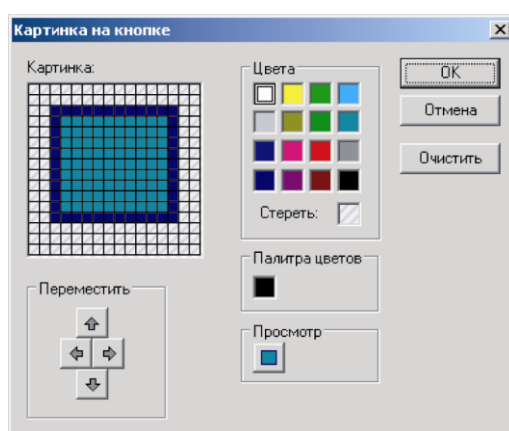 Картинка на кнопке
Картинка:
Цвета
OK
Отмена
Очистить
Стереть:
Палитра цветов
Переместить
Просмотр